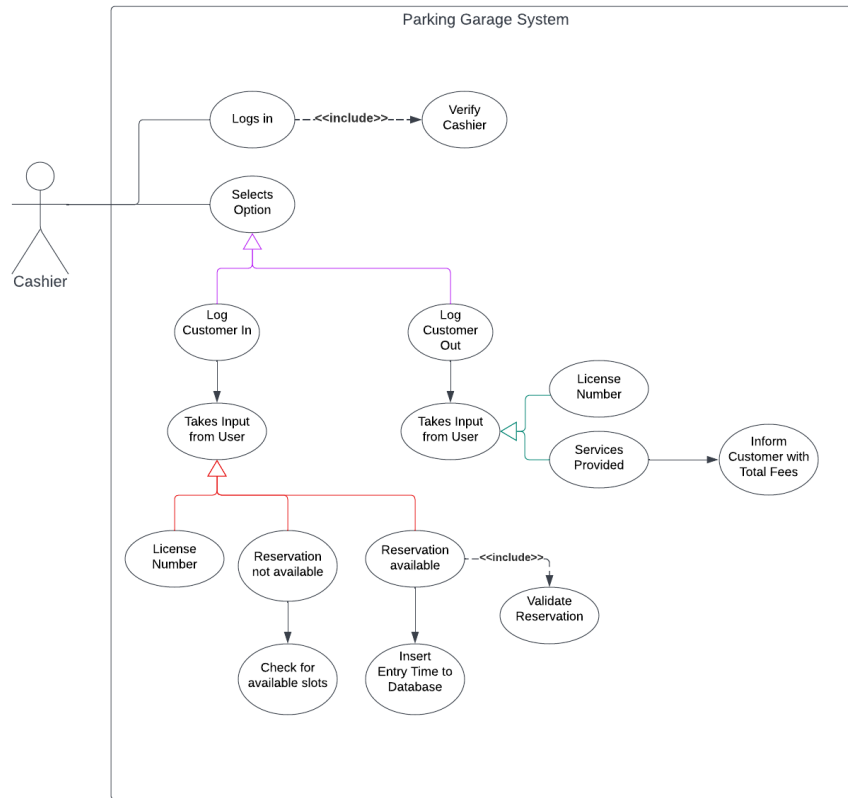 Parking Garage System
Logs in
<<include>>
Verify
Cashier
Selects
Option
Cashier
Log
Customer In
Log
Customer
Out
License
Number
Takes Input
from User
Takes Input
from User
Services
Provided
Inform
Customer with
Total Fees
License
Number
Reservation
not available
Reservation
available
<<include>>
Validate
Reservation
Check for
available slots
Insert
Entry Time to
Database